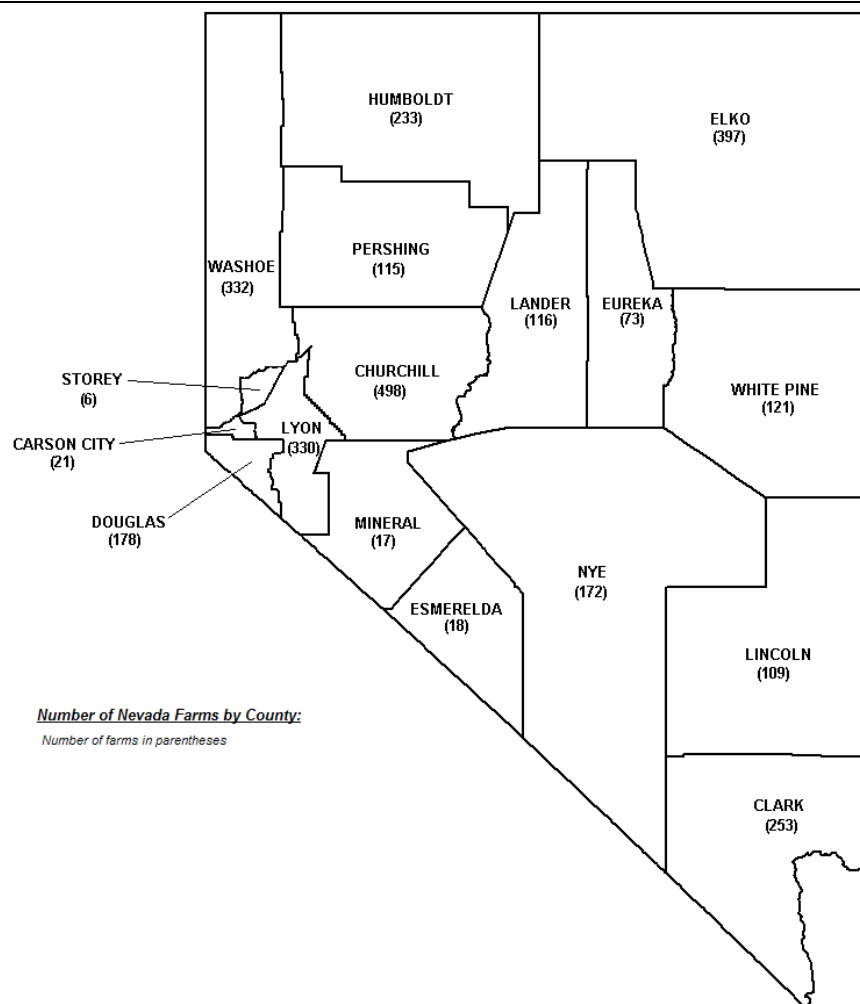 HUMBOLDT
(233)
ELKO
(397)
PERSHING
(115)
WASHOE
(332)
LANDER
(116)
EUREKA
(73)
STOREY
(6)
CHURCHILL
(498)
WHITE PINE
(121)
LYON
(330)
CARSON CITY
(21)
DOUGLAS
(178)
MINERAL
(17)
NYE
(172)
ESMERELDA
(18)
LINCOLN
(109)
Number of Nevada Farms by County:
Number of farms in parentheses
CLARK
(253)